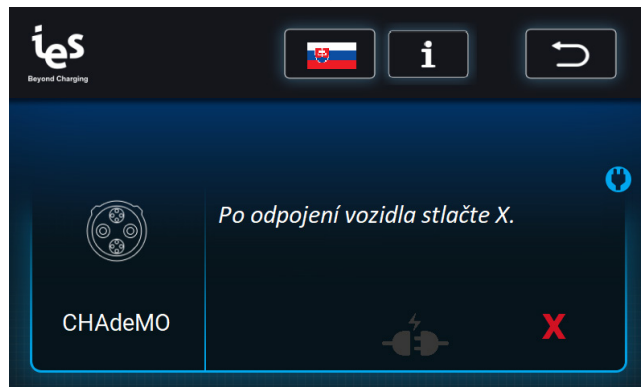 ies
Beyond Charging
i
Po odpojení vozidla stlačte X.
CHAdeMO
X